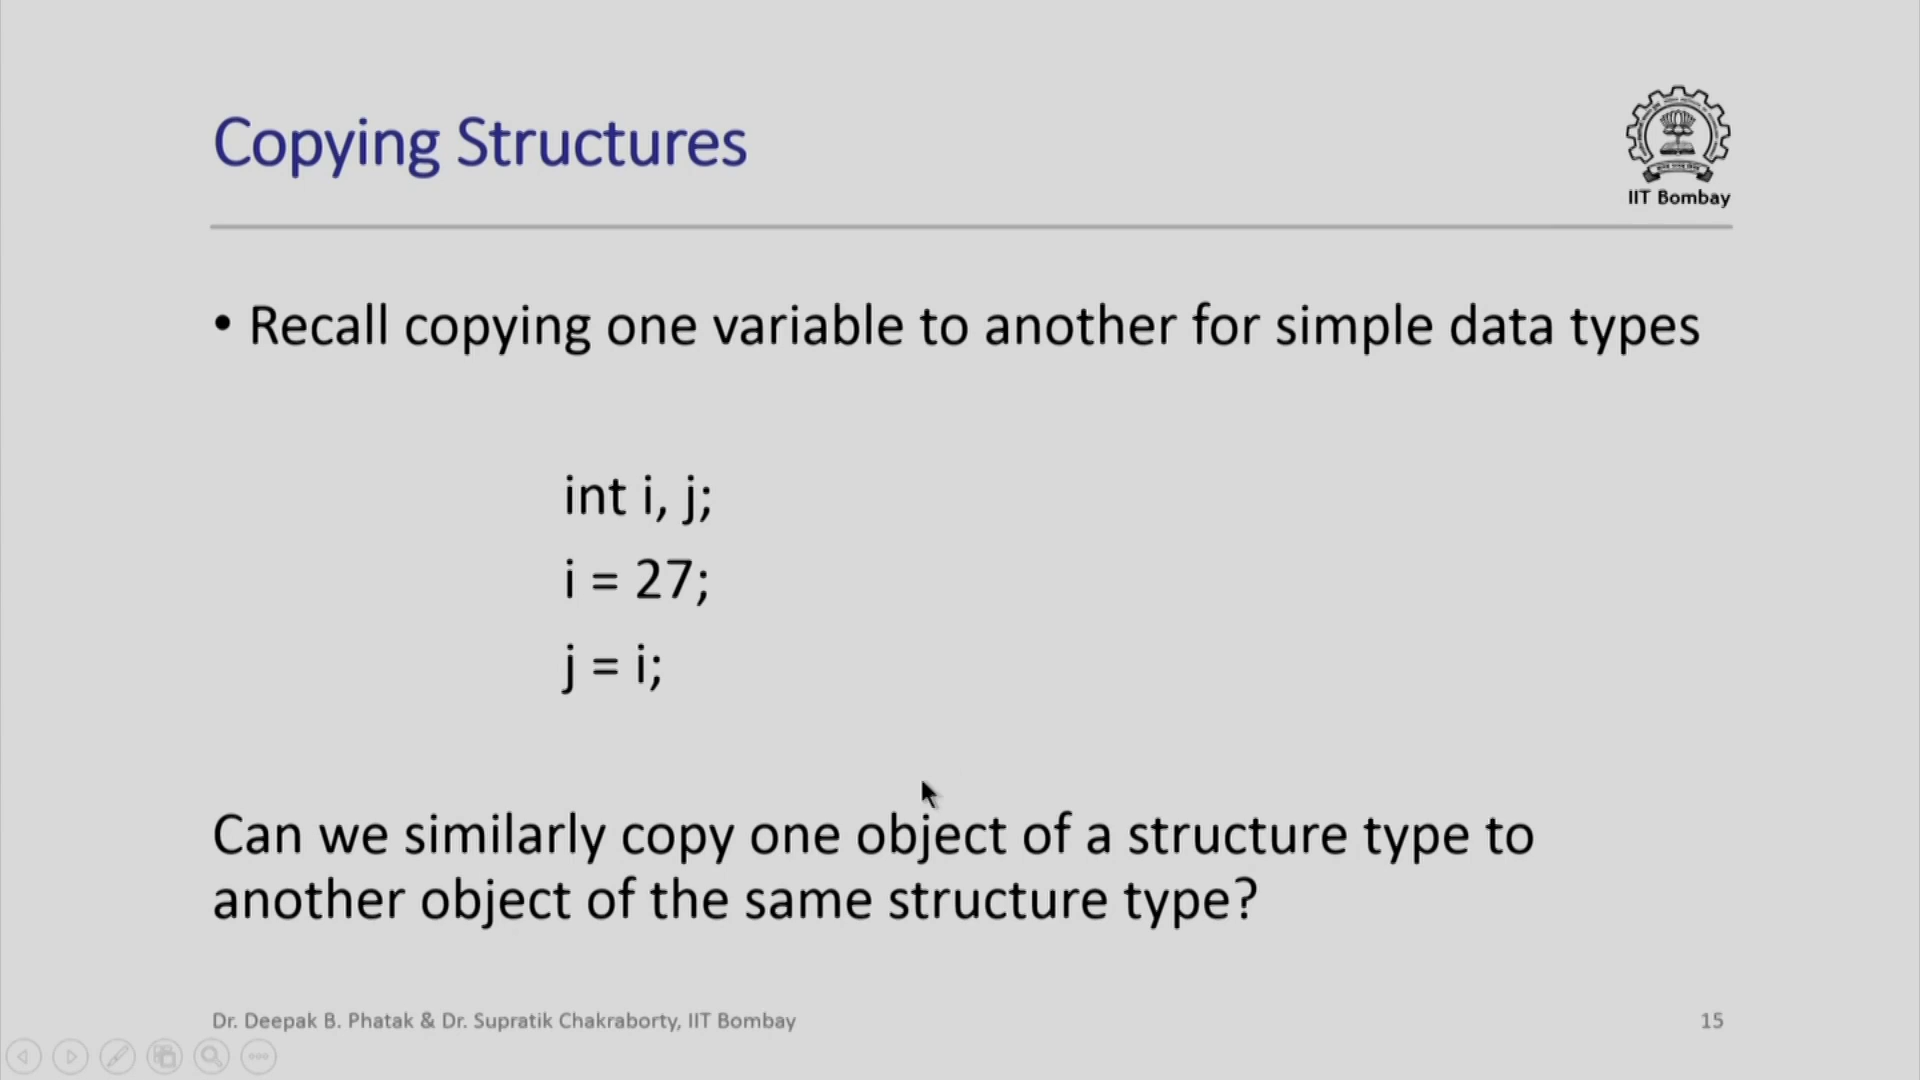 Copying Structures
IIT Bombay
• Recall copying one variable to another for simple data types
int i, j;
i = 27;
j = i;
Can we similarly copy one object of a structure type to
another object of the same structure type?
Dr. Deepak B. Phatak & Dr. Supratik Chakraborty, IIT Bombay
15